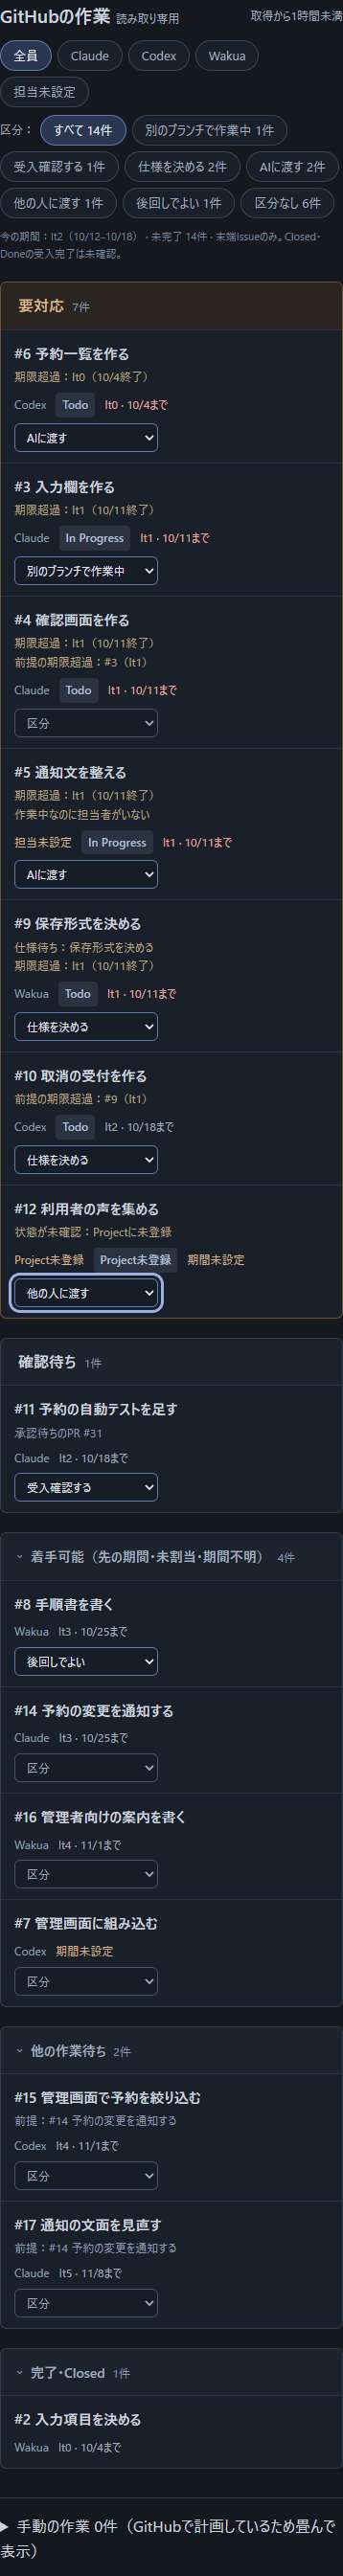 GitHubの作業 読み取り専用 取得から1時間未満
全員 Claude Codex Wakua
担当未設定
区分： すべて 14件 別のブランチで作業中 1件
受入確認する 1件 仕様を決める 2件 AIに渡す 2件
他の人に渡す 1件 後回しでよい 1件 区分なし 6件
今の期間：It2（10/12–10/18）・未完了 14件・末端Issueのみ。Closed・
Doneの受入完了は未確認。
要対応 7件
#6 予約一覧を作る
期限超過：It0（10/4終了）
Codex Todo It0・10/4まで
AIに渡す
#3 入力欄を作る
期限超過：It1（10/11終了）
Claude In Progress It1・10/11まで
別のブランチで作業中
#4 確認画面を作る
期限超過：It1（10/11終了）
前提の期限超過：#3（It1）
Claude Todo It1・10/11まで
区分
#5 通知文を整える
期限超過：It1（10/11終了）
作業中なのに担当者がいない
担当未設定 In Progress It1・10/11まで
AIに渡す
#9 保存形式を決める
仕様待ち：保存形式を決める
期限超過：It1（10/11終了）
Wakua Todo It1・10/11まで
仕様を決める
#10 取消の受付を作る
前提の期限超過：#9（It1）
Codex Todo It2・10/18まで
仕様を決める
#12 利用者の声を集める
状態が未確認：Projectに未登録
Project未登録 Project未登録 期間未設定
他の人に渡す
確認待ち 1件
#11 予約の自動テストを足す
承認待ちのPR #31
Claude It2・10/18まで
受入確認する
着手可能（先の期間・未割当・期間不明） 4件
#8 手順書を書く
Wakua It3・10/25まで
後回しでよい
#14 予約の変更を通知する
Claude It3・10/25まで
区分
#16 管理者向けの案内を書く
Wakua It4・11/1まで
区分
#7 管理画面に組み込む
Codex 期間未設定
区分
他の作業待ち 2件
#15 管理画面で予約を絞り込む
前提：#14 予約の変更を通知する
Codex It4・11/1まで
区分
#17 通知の文面を見直す
前提：#14 予約の変更を通知する
Claude It5・11/8まで
区分
完了・Closed 1件
#2 入力項目を決める
Wakua It0・10/4まで
手動の作業 0件（GitHubで計画しているため畳んで
表示）